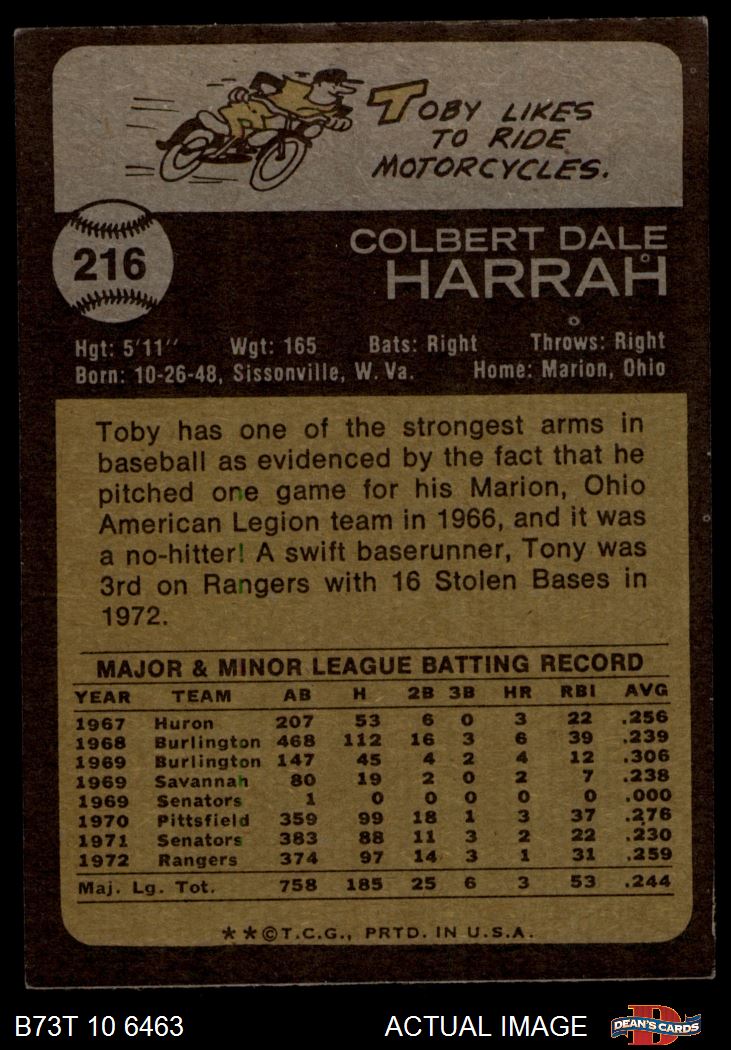 TOBY LIKES
TO RIDE
MOTORCYCLES.
216
COLBERT DALE
HARRAH
Hgt: 5'11" Wgt: 165 Bats: Right Throws: Right
Born: 10-26-48, Sissonville, W. Va. Home: Marion, Ohio
Toby has one of the strongest arms in
baseball as evidenced by the fact that he
pitched one game for his Marion, Ohio
American Legion team in 1966, and it was
a no-hitter! A swift baserunner, Tony was
3rd on Rangers with 16 Stolen Bases in
1972.
MAJOR & MINOR LEAGUE BATTING RECORD
YEAR TEAM AB H 2B 3B HR RBI AVG
1967 Huron 207 53 6 0 3 22 .256
1968 Burlington 468 112 16 3 6 39 .239
1969 Burlington 147 45 4 2 4 12 .306
1969 Savannah 80 19 2 0 2 7 .238
1969 Senators 1 0 0 0 0 0 .000
1970 Pittsfield 359 99 18 1 3 37 .276
1971 Senators 383 88 11 3 2 22 .230
1972 Rangers 374 97 14 3 1 31 .259
Maj. Lg. Tot. 758 185 25 6 3 53 .244
**©T.C.G., PRTD. IN U.S.A.
B73T 10 6463 ACTUAL IMAGE DEAN'S CARDS